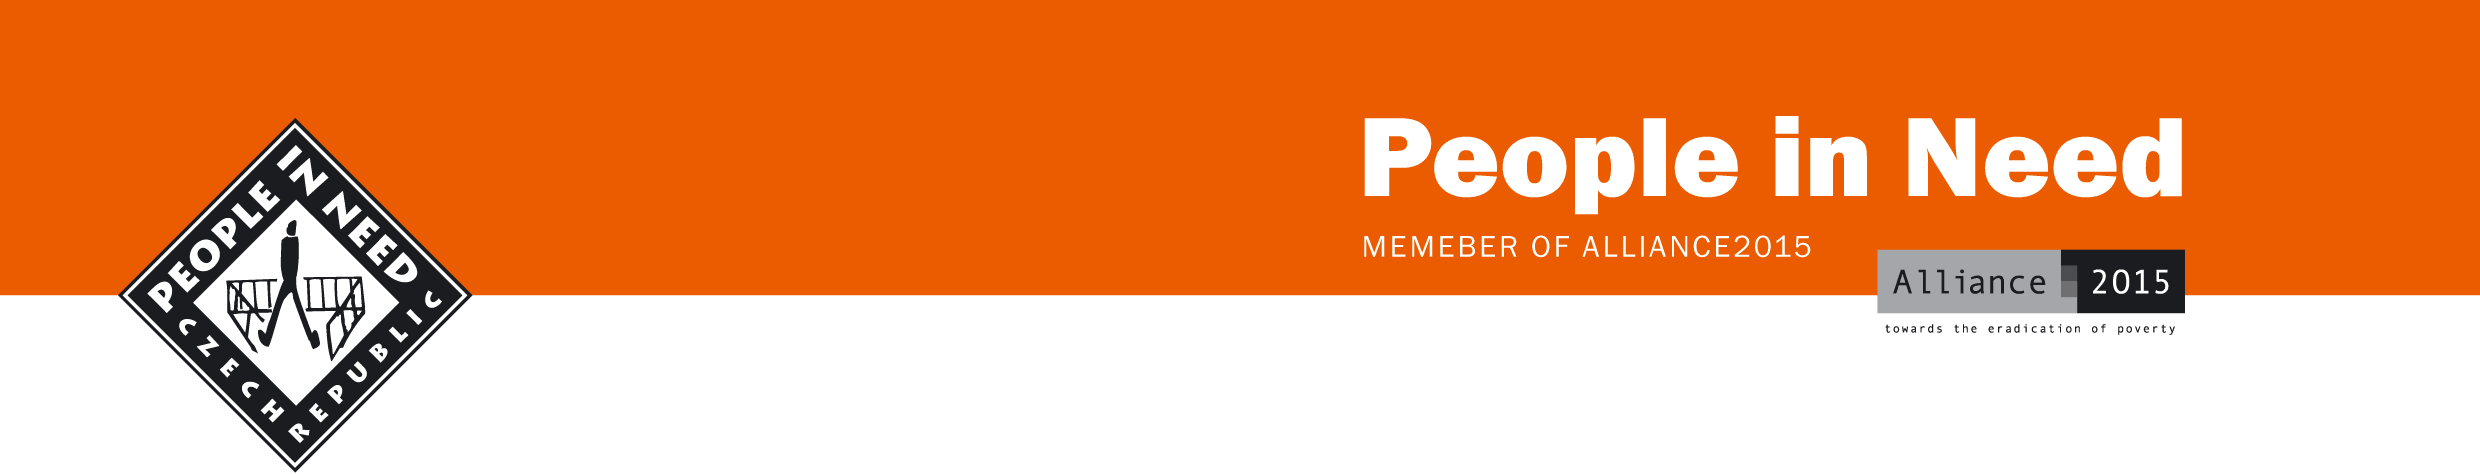 PEOPLE IN NEED
CZECH REPUBLIC
People in Need
MEMEBER OF ALLIANCE2015
Alliance 2015
towards the eradication of poverty